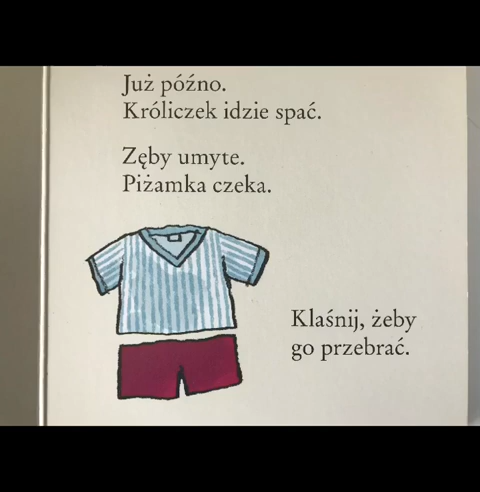 Już późno.
Króliczek idzie spać.
Zęby umyte.
Piżamka czeka.
Klaśnij, żeby
go przebrać.